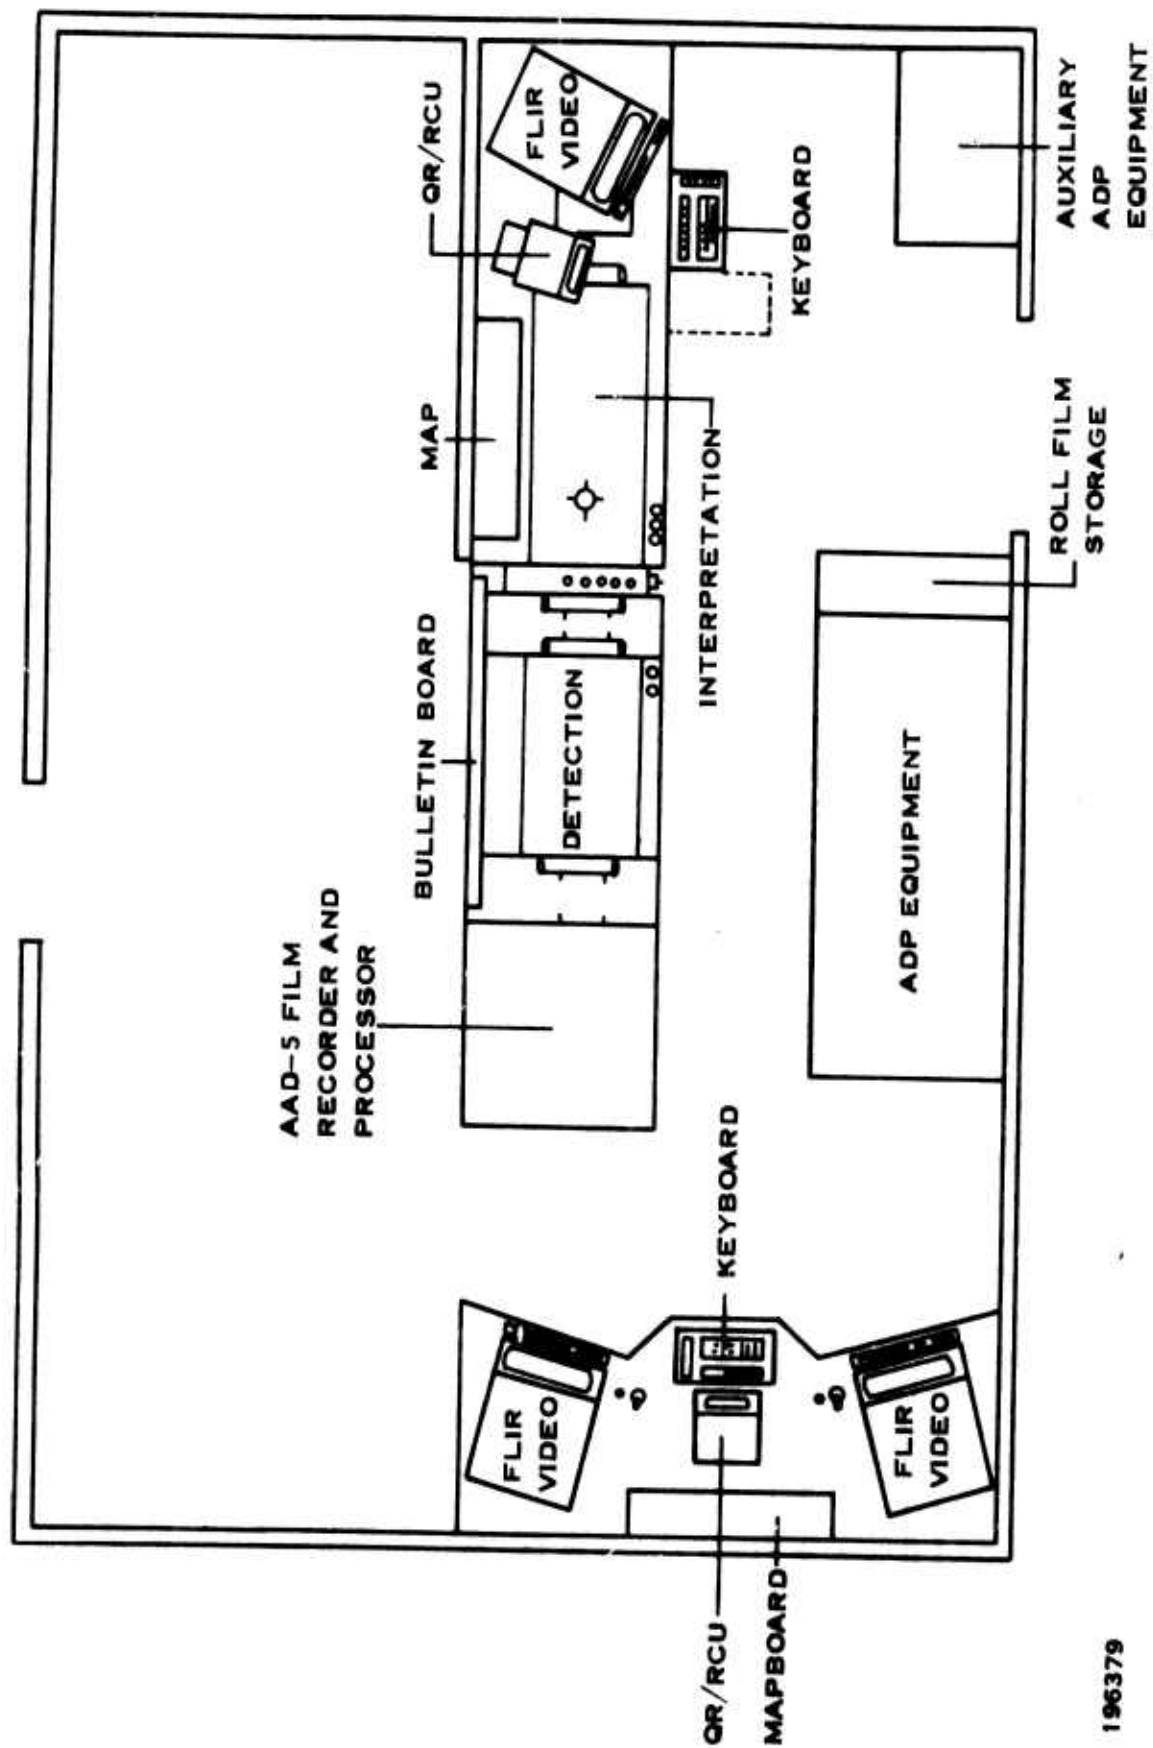 AAD-5 FILM
RECORDER AND
PROCESSOR
BULLETIN BOARD
MAP
QR/RCU
FLIR
VIDEO
FLIR
VIDEO
DETECTION
INTERPRETATION
KEYBOARD
KEYBOARD
QR/RCU
MAPBOARD
FLIR
VIDEO
ADP EQUIPMENT
ROLL FILM
STORAGE
AUXILIARY
ADP
EQUIPMENT
196379